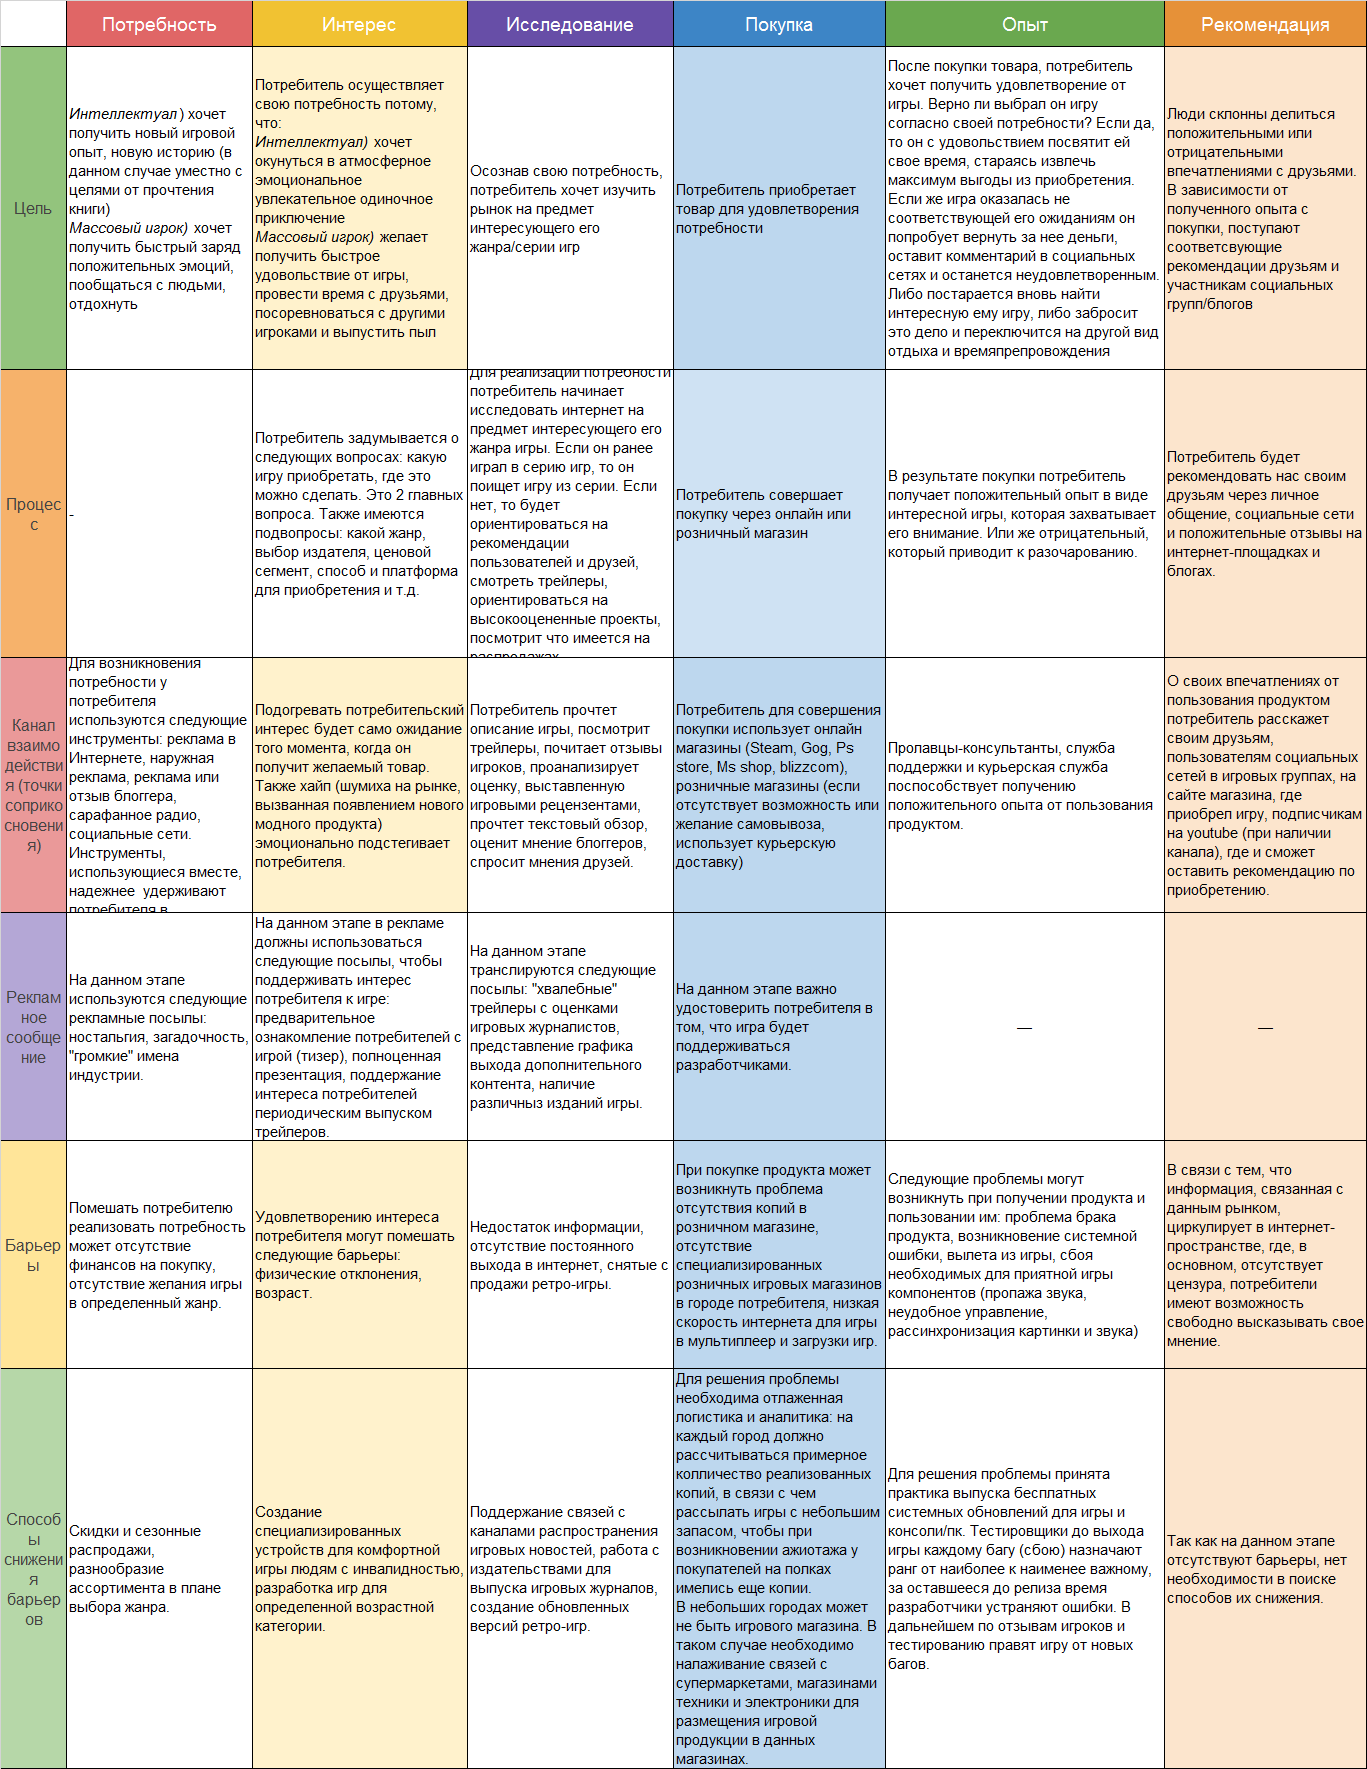 Потребность
Интерес
Исследование
Покупка
Опыт
Рекомендация
Цель
Интеллектуал) хочет
получить новый игровой
опыт, новую историю (в
данном случае уместно с
целями от прочтения
книги)
Массовый игрок) хочет
получить быстрый заряд
положительных эмоций,
пообщаться с людьми,
отдохнуть
Потребитель осуществляет
свою потребность потому,
что:
Интеллектуал) хочет
окунуться в атмосферное
эмоциональное
увлекательное одиночное
приключение
Массовый игрок) желает
получить быстрое
удовольствие от игры,
провести время с друзьями,
посоревноваться с другими
игроками и выпустить пыл
Осознав свою потребность,
потребитель хочет изучить
рынок на предмет
интересующего его
жанра/серии игр
Потребитель приобретает
товар для удовлетворения
потребности
После покупки товара, потребитель
хочет получить удовлетворение от
игры. Верно ли выбрал он игру
согласно своей потребности? Если да,
то он с удовольствием посвятит ей
свое время, стараясь извлечь
максимум выгоды из приобретения.
Если же игра оказалась не
соответствующей его ожиданиям он
попробует вернуть за нее деньги,
оставит комментарий в социальных
сетях и останется неудовлетворенным.
Либо постарается вновь найти
интересную ему игру, либо забросит
это дело и переключится на другой вид
отдыха и времяпрепровождения
Люди склонны делиться
положительными или
отрицательными
впечатлениями с друзьями.
В зависимости от
полученного опыта с
покупки, поступают
соответсвующие
рекомендации друзьям и
участникам социальных
групп/блогов
Процес
с
-
Потребитель задумывается о
следующих вопросах: какую
игру приобретать, где это
можно сделать. Это 2 главных
вопроса. Также имеются
подвопросы: какой жанр,
выбор издателя, ценовой
сегмент, способ и платформа
для приобретения и т.д.
Для реализации потребности
потребитель начинает
исследовать интернет на
предмет интересующего его
жанра игры. Если он ранее
играл в серию игр, то он
поищет игру из серии. Если
нет, то будет
ориентироваться на
рекомендации
пользователей и друзей,
смотреть трейлеры,
ориентироваться на
высокооцененные проекты,
посмотрит что имеется на
распродажах
Потребитель совершает
покупку через онлайн или
розничный магазин
В результате покупки потребитель
получает положительный опыт в виде
интересной игры, которая захватывает
его внимание. Или же отрицательный,
который приводит к разочарованию.
Потребитель будет
рекомендовать нас своим
друзьям через личное
общение, социальные сети
и положительные отзывы на
интернет-площадках и
блогах.
Канал
взаимо
действи
я (точки
соприко
сновени
я)
Для возникновения
потребности у
потребителя
используются следующие
инструменты: реклама в
Интернете, наружная
реклама, реклама или
отзыв блоггера,
сарафанное радио,
социальные сети.
Инструменты,
использующиеся вместе,
надежнее удерживают
потребителя в
Подогревать потребительский
интерес будет само ожидание
того момента, когда он
получит желаемый товар.
Также хайп (шумиха на рынке,
вызванная появлением нового
модного продукта)
эмоционально подстегивает
потребителя.
Потребитель прочтет
описание игры, посмотрит
трейлеры, почитает отзывы
игроков, проанализирует
оценку, выставленную
игровыми рецензентами,
прочтет текстовый обзор,
оценит мнение блоггеров,
спросит мнения друзей.
Потребитель для совершения
покупки использует онлайн
магазины (Steam, Gog, Ps
store, Ms shop, blizzcom),
розничные магазины (если
отсутствует возможность или
желание самовывоза,
использует курьерскую
доставку)
Пролавцы-консультанты, служба
поддержки и курьерская служба
поспособствует получению
положительного опыта от пользования
продуктом.
О своих впечатлениях от
пользования продуктом
потребитель расскажет
своим друзьям,
пользователям социальных
сетей в игровых группах, на
сайте магазина, где
приобрел игру, подписчикам
на youtube (при наличии
канала), где и сможет
оставить рекомендацию по
приобретению.
Реклам
ное
сообще
ние
На данном этапе
используются следующие
рекламные посылы:
ностальгия, загадочность,
"громкие" имена
индустрии.
На данном этапе в рекламе
должны использоваться
следующие посылы, чтобы
поддерживать интерес
потребителя к игре:
предварительное
ознакомление потребителей с
игрой (тизер), полноценная
презентация, поддержание
интереса потребителей
периодическим выпуском
трейлеров.
На данном этапе
транслируются следующие
посылы: "хвалебные"
трейлеры с оценками
игровых журналистов,
представление графика
выхода дополнительного
контента, наличие
различныз изданий игры.
На данном этапе важно
удостоверить потребителя в
том, что игра будет
поддерживаться
разработчиками.
—
—
Барьер
ы
Помешать потребителю
реализовать потребность
может отсутствие
финансов на покупку,
отсутствие желания игры
в определенный жанр.
Удовлетворению интереса
потребителя могут помешать
следующие барьеры:
физические отклонения,
возраст.
Недостаток информации,
отсутствие постоянного
выхода в интернет, снятые с
продажи ретро-игры.
При покупке продукта может
возникнуть проблема
отсутствия копий в
розничном магазине,
отсутствие
специализированных
розничных игровых магазинов
в городе потребителя, низкая
скорость интернета для игры
в мультиплеер и загрузки игр.
Следующие проблемы могут
возникнуть при получении продукта и
пользовании им: проблема брака
продукта, возникновение системной
ошибки, вылета из игры, сбоя
необходимых для приятной игры
компонентов (пропажа звука,
неудобное управление,
рассинхронизация картинки и звука)
В связи с тем, что
информация, связанная с
данным рынком,
циркулирует в интернет-
пространстве, где, в
основном, отсутствует
цензура, потребители
имеют возможность
свободно высказывать свое
мнение.
Способ
ы
снижени
я
барьер
ов
Скидки и сезонные
распродажи,
разнообразие
ассортимента в плане
выбора жанра.
Создание
специализированных
устройств для комфортной
игры людям с инвалидностью,
разработка игр для
определенной возрастной
категории.
Поддержание связей с
каналами распространения
игровых новостей, работа с
издательствами для
выпуска игровых журналов,
создание обновленных
версий ретро-игр.
Для решения проблемы
необходима отлаженная
логистика и аналитика: на
каждый город должно
рассчитываться примерное
колличество реализованных
копий, в связи с чем
рассылать игры с небольшим
запасом, чтобы при
возникновении ажиотажа у
покупателей на полках
имелись еще копии.
В небольших городах может
не быть игрового магазина. В
таком случае необходимо
налаживание связей с
супермаркетами, магазинами
техники и электроники для
размещения игровой
продукции в данных
магазинах.
Для решения проблемы принята
практика выпуска бесплатных
системных обновлений для игры и
консоли/пк. Тестировщики до выхода
игры каждому багу (сбою) назначают
ранг от наиболее к наименее важному,
за оставшееся до релиза время
разработчики устраняют ошибки. В
дальнейшем по отзывам игроков и
тестированию правят игру от новых
багов.
Так как на данном этапе
отсутствуют барьеры, нет
необходимости в поиске
способов их снижения.